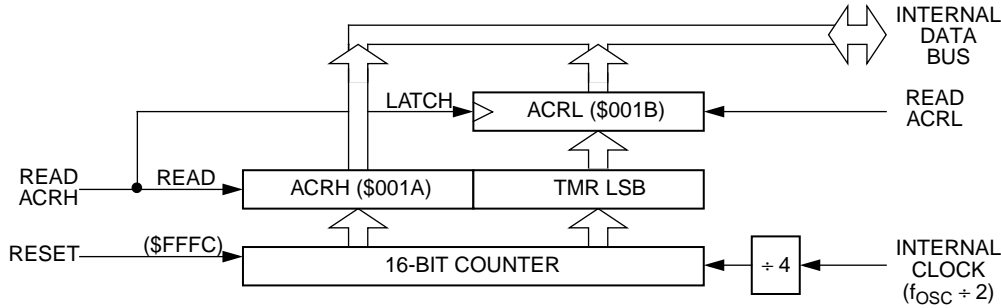 INTERNAL
DATA
BUS
LATCH
ACRL ($001B)
READ
ACRL
READ
ACRH
READ
ACRH ($001A)
TMR LSB
RESET
($FFFC)
16-BIT COUNTER
÷ 4
INTERNAL
CLOCK
(fOSC ÷ 2)